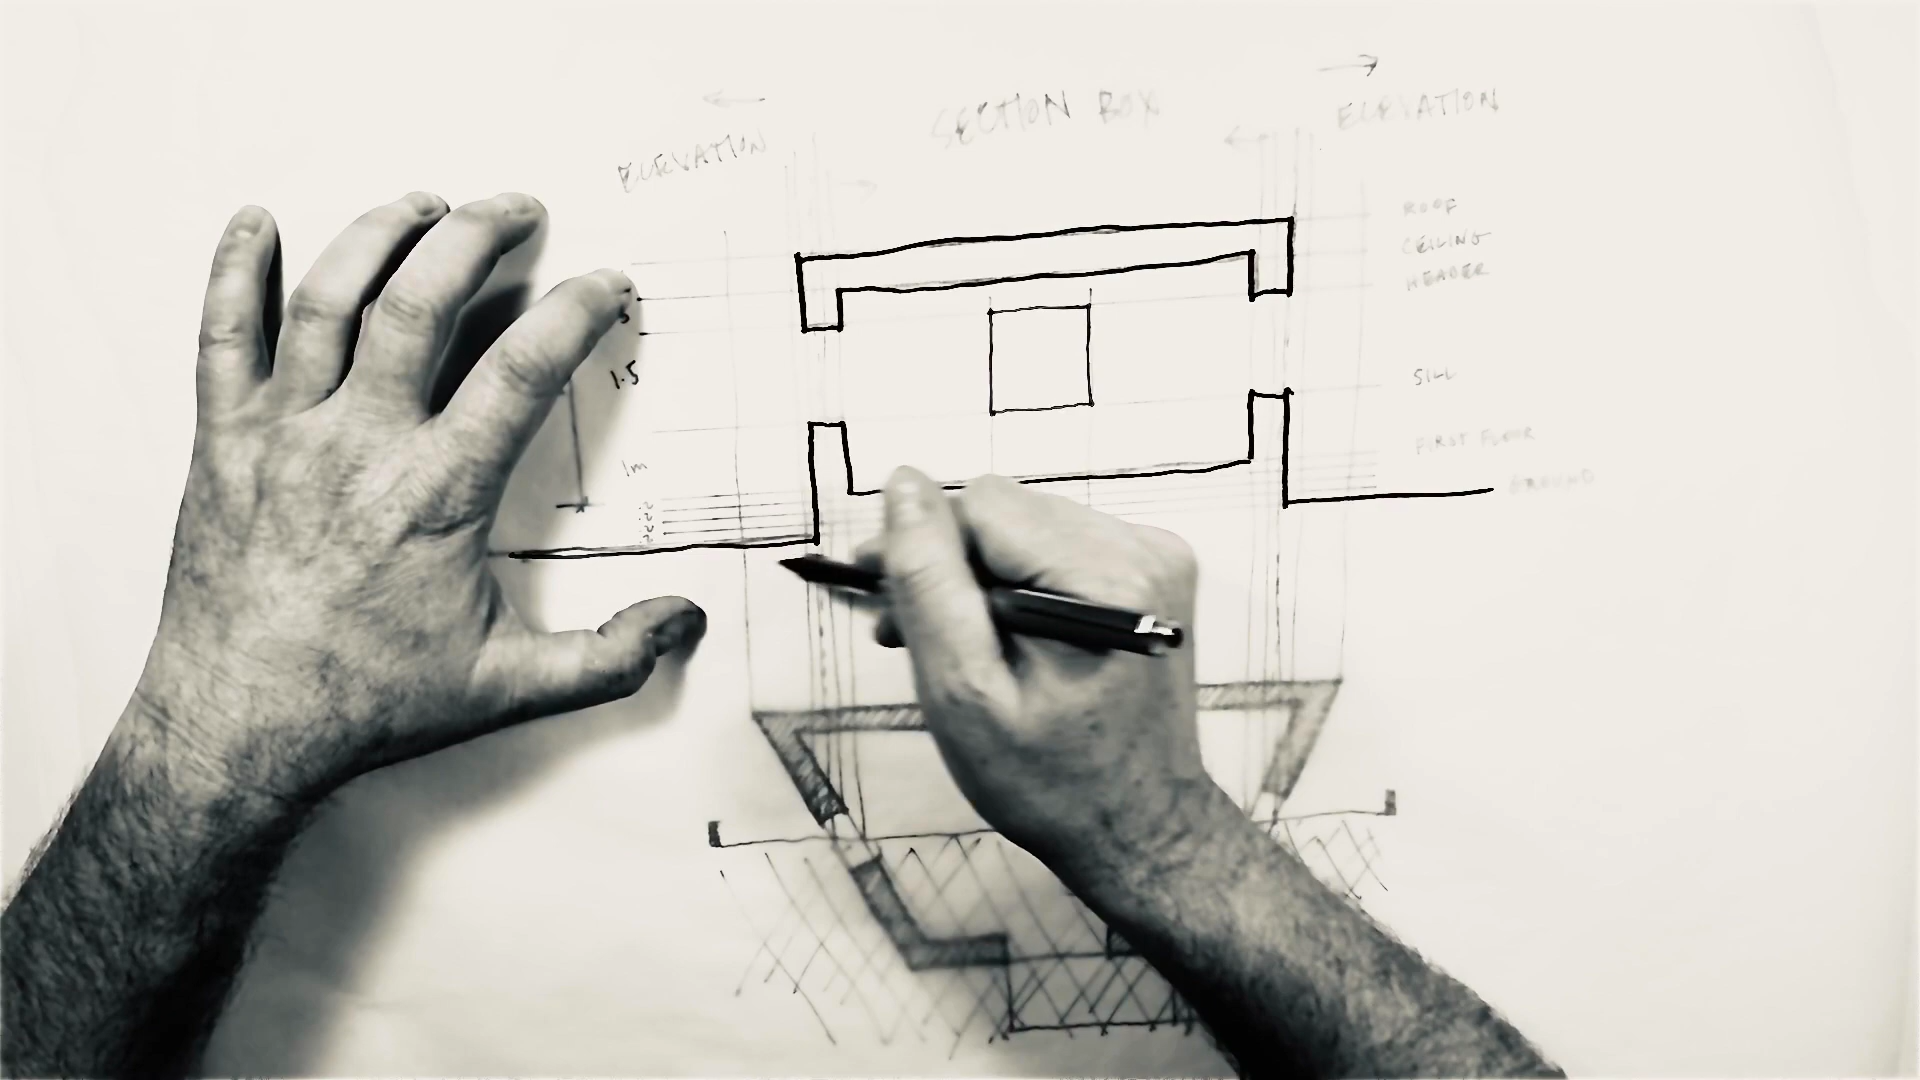 SECTION BOX
ELEVATION
ELEVATION
ROOF
CEILING
HEADER
SILL
FIRST FLOOR
GROUND
1.5
1m